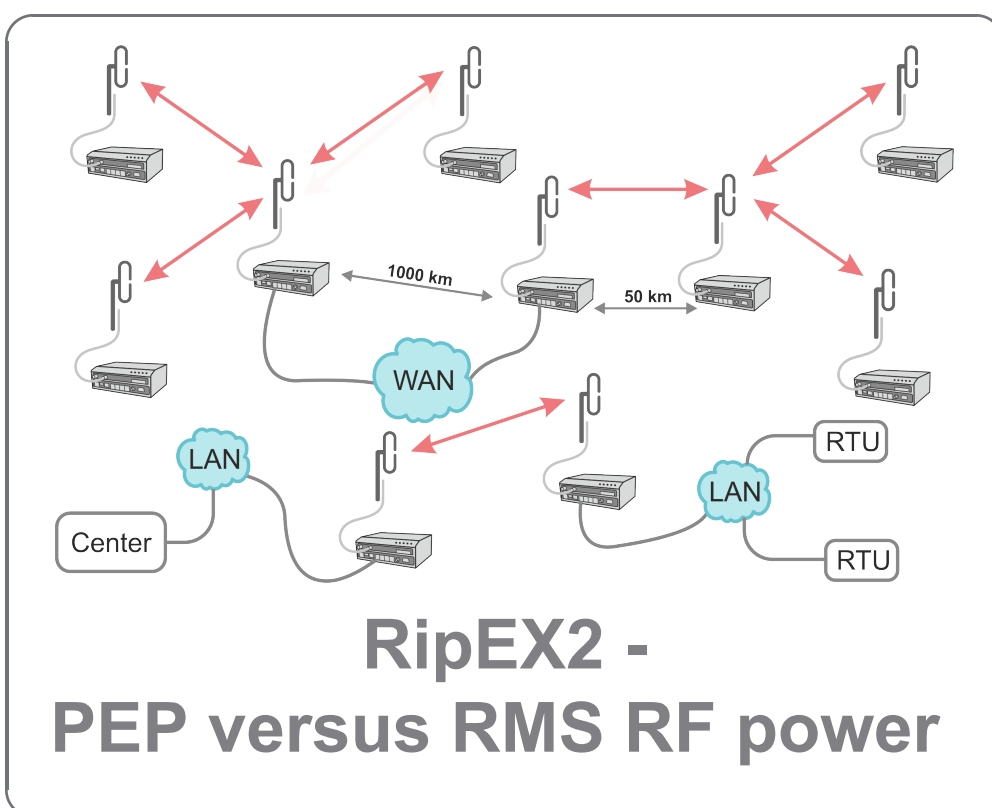 1000 km
50 km
WAN
LAN
RTU
LAN
Center
RTU
RipEX2 -
PEP versus RMS RF power